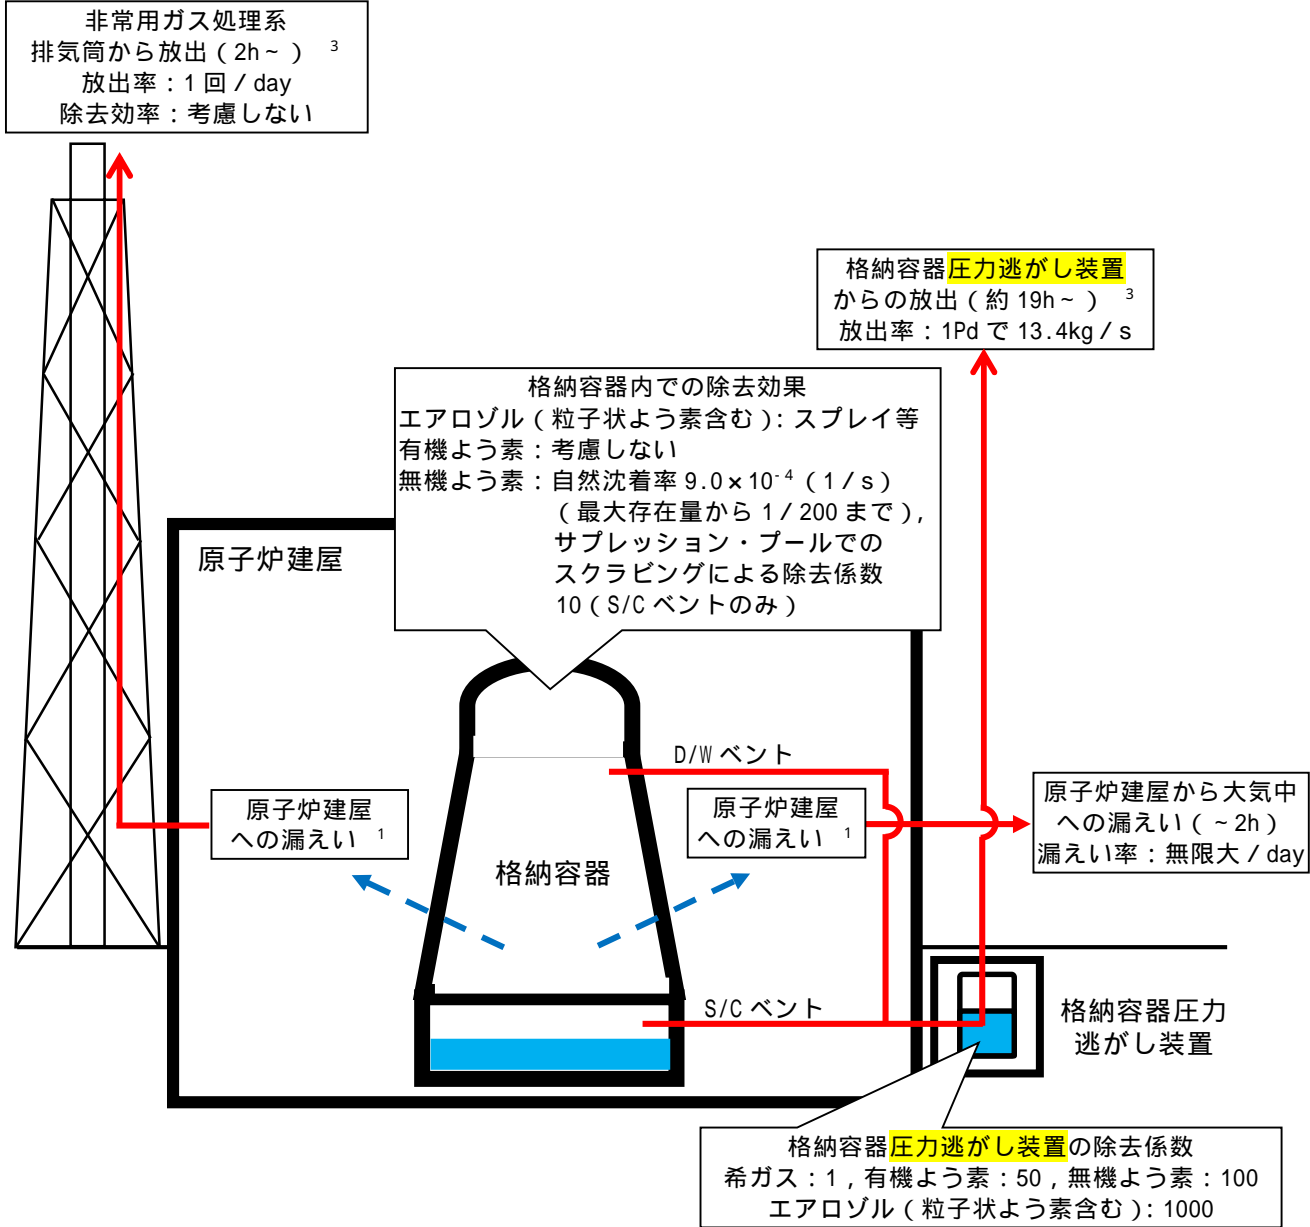 非常用ガス処理系
排気筒から放出（2h～） 3
放出率：1回／day
除去効率：考慮しない
格納容器圧力逃がし装置
からの放出（約19h～） 3
放出率：1Pdで13.4kg／s
格納容器内での除去効果
エアロゾル（粒子状よう素含む）：スプレイ等
有機よう素：考慮しない
無機よう素：自然沈着率9.0×10⁻⁴（1／s）
（最大存在量から1／200まで），
サプレッション・プールでの
スクラビングによる除去係数
10（S/Cベントのみ）
原子炉建屋
D/Wベント
原子炉建屋
への漏えい 1
原子炉建屋
への漏えい 1
原子炉建屋から大気中
への漏えい（～2h）
漏えい率：無限大／day
格納容器
S/Cベント
格納容器圧力
逃がし装置
格納容器圧力逃がし装置の除去係数
希ガス：1，有機よう素：50，無機よう素：100
エアロゾル（粒子状よう素含む）：1000